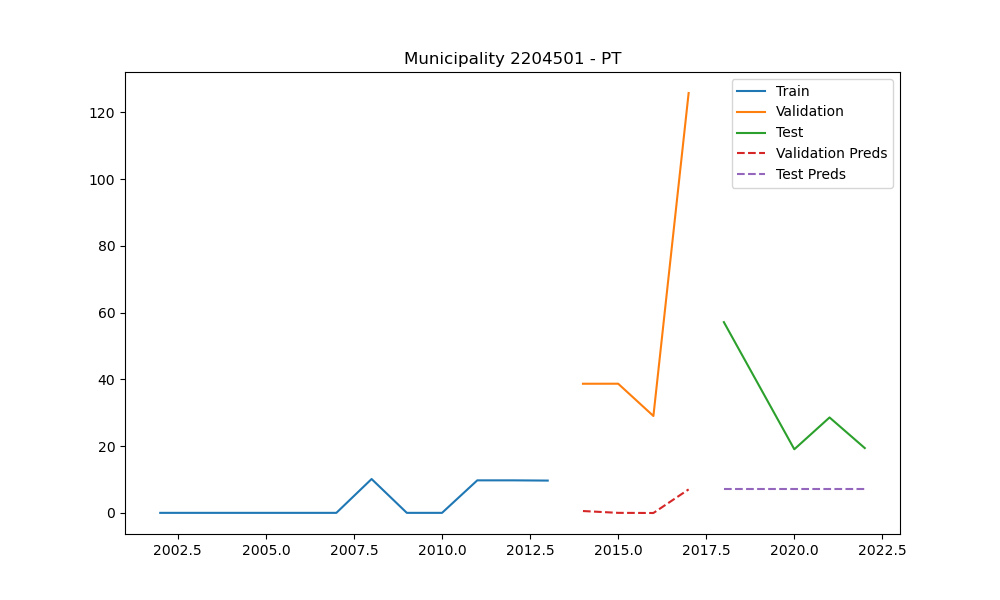 Municipality 2204501 - PT
Train
Validation
Test
Validation Preds
Test Preds
120
100
80
60
40
20
0
2002.5 2005.0 2007.5 2010.0 2012.5 2015.0 2017.5 2020.0 2022.5